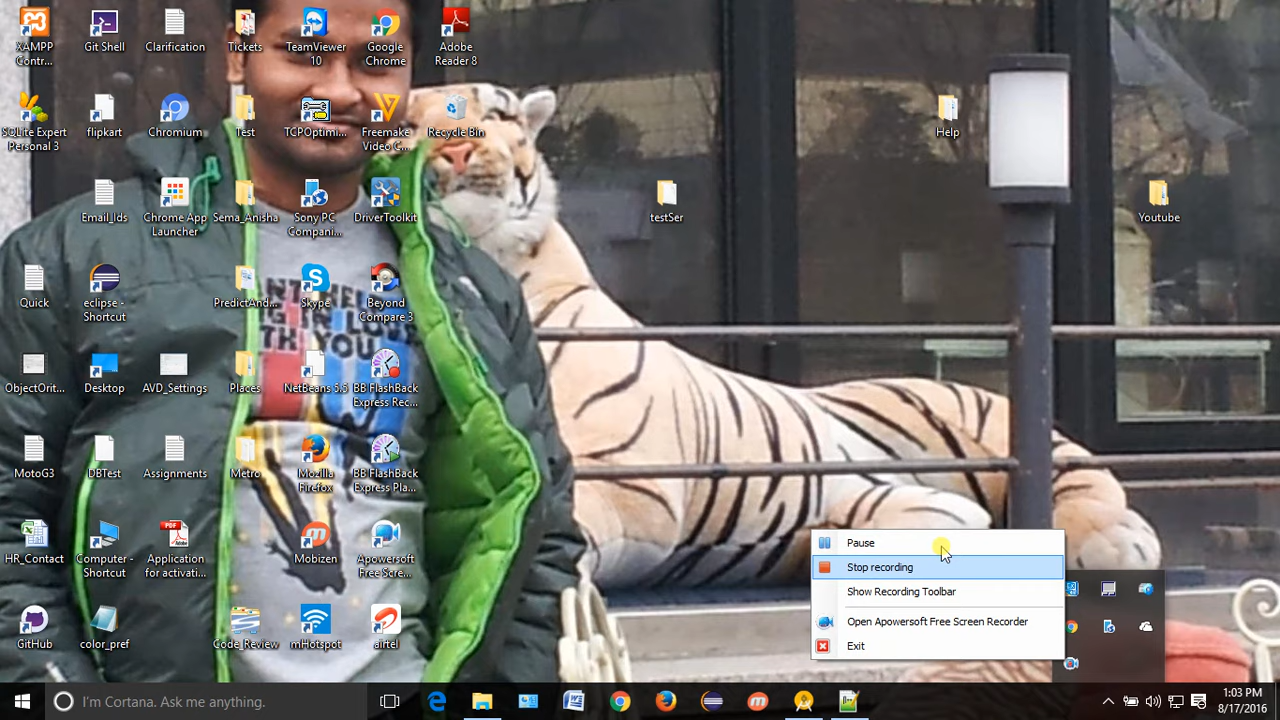 XAMPP
Contr...
Git Shell
Clarification
Tickets
TeamViewer
10
Google
Chrome
Adobe
Reader 8
SQLite Expert
Personal 3
flipkart
Chromium
Test
TCPOptimi...
Freemake
Video C...
Recycle Bin
Help
Email_Ids
Chrome App
Launcher
Sema_Anisha
Sony PC
Compani...
DriverToolkit
testSer
Youtube
Quick
eclipse -
Shortcut
PredictAnd...
Skype
Beyond
Compare 3
ObjectOrit...
Desktop
AVD_Settings
Places
NetBeans 5.5
BB FlashBack
Express Rec...
MotoG3
DBTest
Assignments
Metro
Mozilla
Firefox
BB FlashBack
Express Pla...
HR_Contact
Computer -
Shortcut
Application
for activati...
Mobizen
Apowersoft
Free Scre...
GitHub
color_pref
Code_Review
mHotspot
airtel
Pause
Stop recording
Show Recording Toolbar
Open Apowersoft Free Screen Recorder
Exit
I'm Cortana. Ask me anything.
1:03 PM
8/17/2016